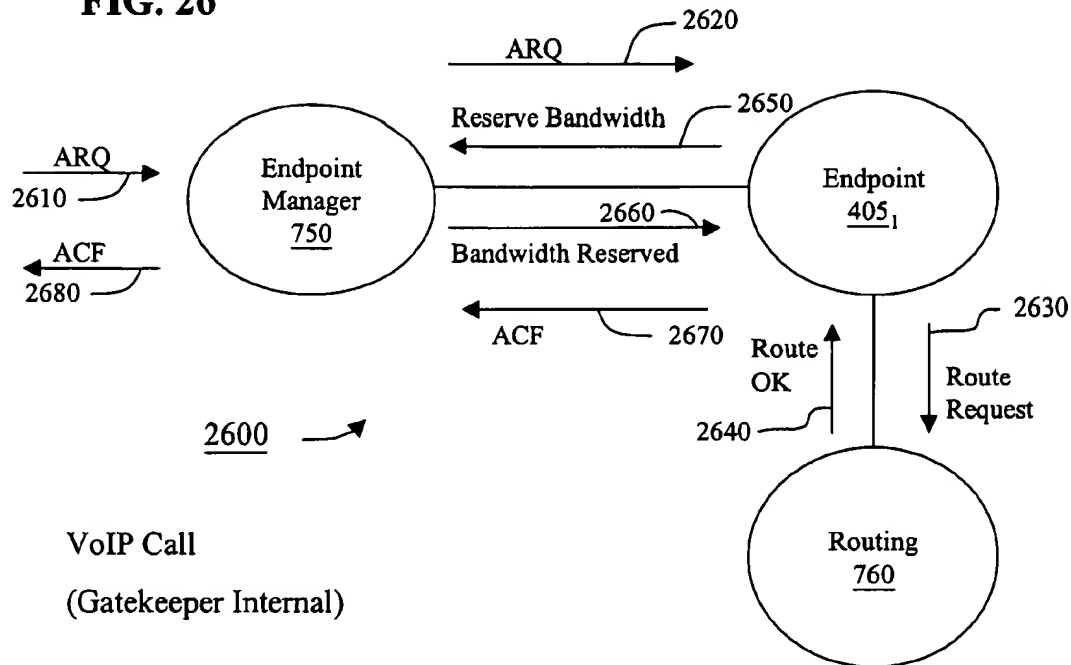 FIG. 26
2620
ARQ
2650
Reserve Bandwidth
ARQ
2610
Endpoint
Manager
750
Endpoint
405₁
2660
ACF
2680
Bandwidth Reserved
2670
ACF
2630
Route
OK
Route
Request
2640
2600
VoIP Call
(Gatekeeper Internal)
Routing
760